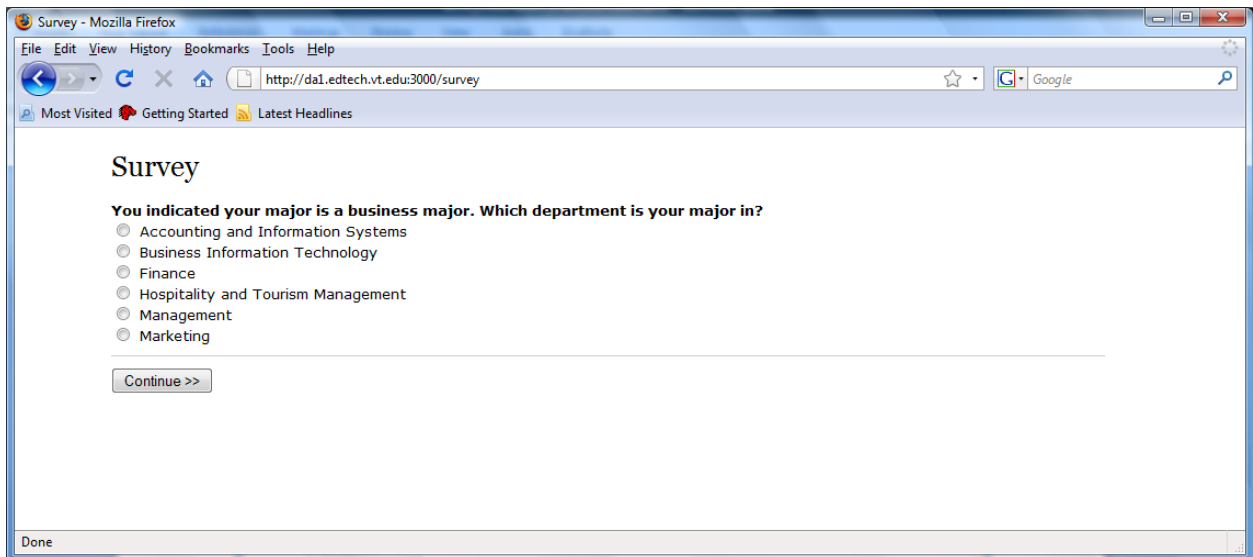 Survey - Mozilla Firefox
File Edit View History Bookmarks Tools Help
http://da1.edtech.vt.edu:3000/survey G Google
Most Visited Getting Started Latest Headlines
Survey
You indicated your major is a business major. Which department is your major in?
Accounting and Information Systems
Business Information Technology
Finance
Hospitality and Tourism Management
Management
Marketing
Continue >>
Done